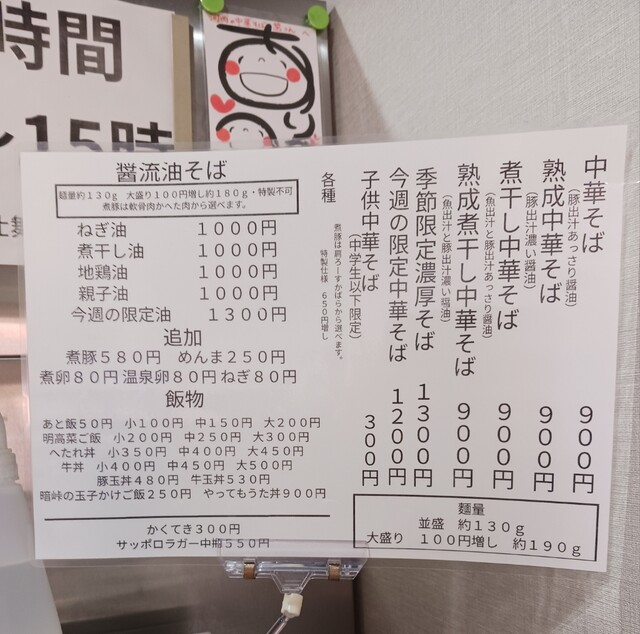 時間
15時
醤流油そば
麺量約130g 大盛り100円増し約180g・特製不可
煮豚は軟骨肉かへた肉から選べます。
ねぎ油 1000円
煮干し油 1000円
地鶏油 1000円
親子油 1000円
今週の限定油 1300円
追加
煮豚580円 めんま250円
煮卵80円 温泉卵80円 ねぎ80円
飯物
あと飯50円 小100円 中150円 大200円
明高菜ご飯 小200円 中250円 大300円
へたれ丼 小350円 中400円 大450円
牛丼 小400円 中450円 大500円
豚玉丼480円 牛玉丼530円
暗峠の玉子かけご飯250円 やってもうた丼900円
かくてき300円
サッポロラガー中瓶550円
中華そば 900円
(豚出汁あっさり醤油)
熟成中華そば 900円
(豚出汁濃い醤油)
煮干し中華そば 900円
(魚出汁と豚出汁あっさり醤油)
熟成煮干し中華そば 900円
(魚出汁と豚出汁濃い醤油)
季節限定濃厚そば 1300円
今週の限定中華そば 1200円
子供中華そば 300円
(中学生以下限定)
各種
煮豚は肩ろーすかばらから選べます。
特製仕様 650円増し
麺量
並盛 約130g
大盛り 100円増し 約190g